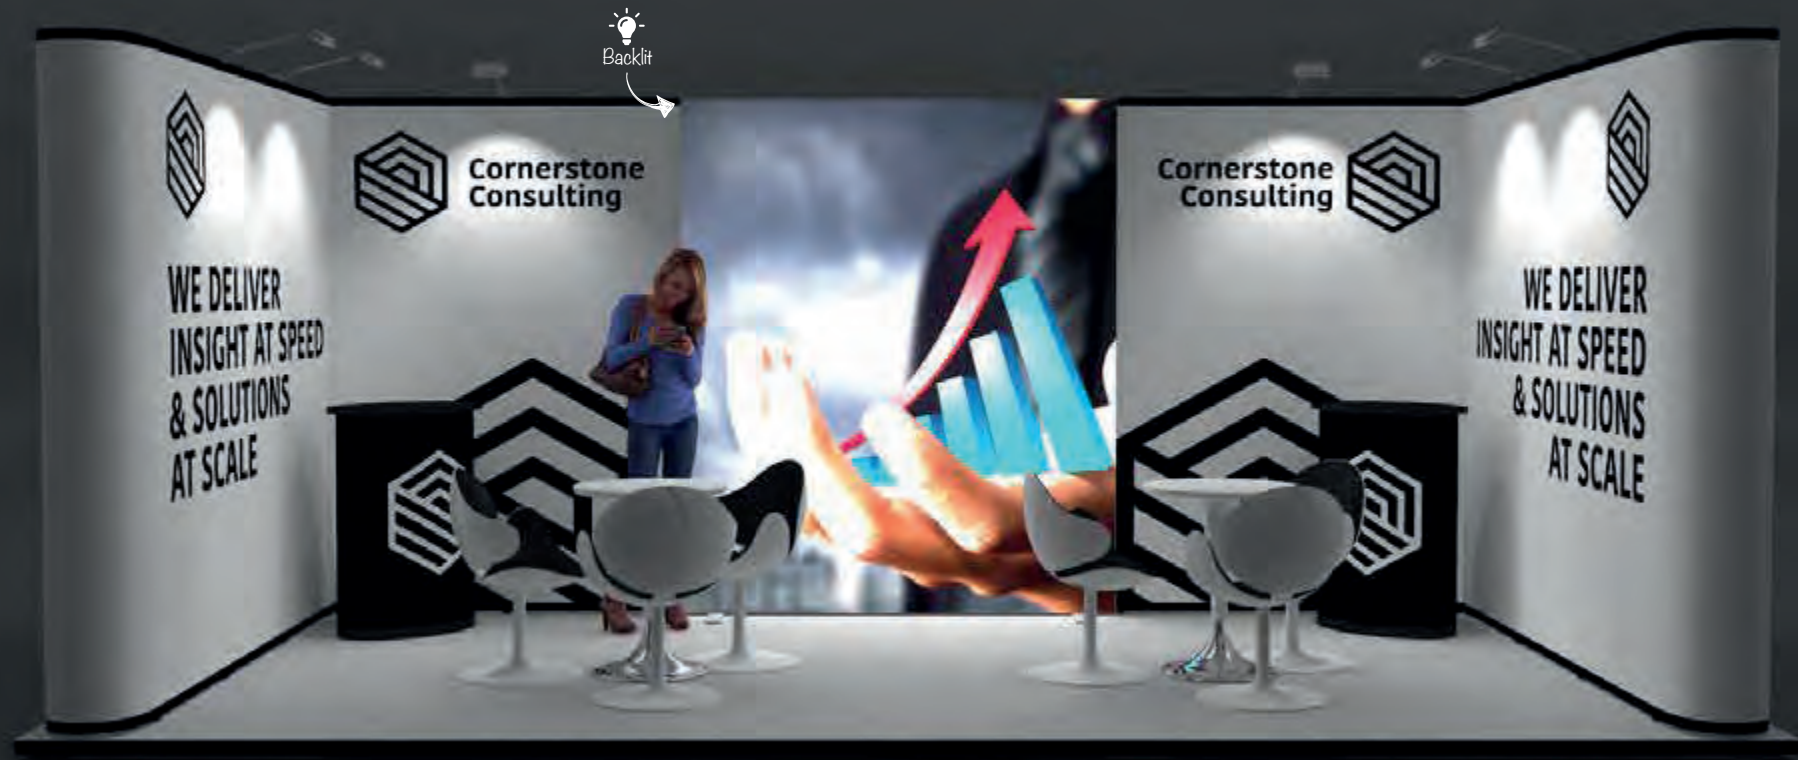 Backlit
Cornerstone
Consulting
Cornerstone
Consulting
WE DELIVER
INSIGHT AT SPEED
& SOLUTIONS
AT SCALE
WE DELIVER
INSIGHT AT SPEED
& SOLUTIONS
AT SCALE